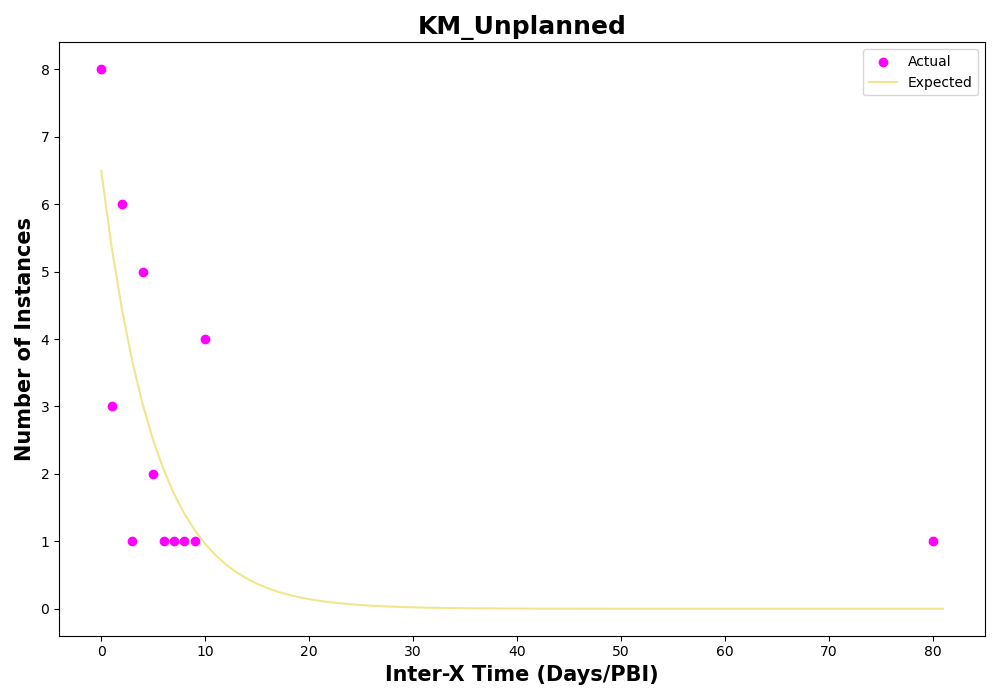 KM_Unplanned
Actual
Expected
Number of Instances
8
7
6
5
4
3
2
1
0
0 10 20 30 40 50 60 70 80
Inter-X Time (Days/PBI)